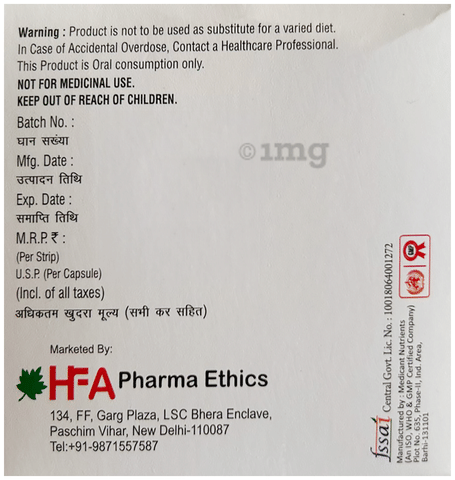 Warning : Product is not to be used as substitute for a varied diet.
In Case of Accidental Overdose, Contact a Healthcare Professional.
This Product is Oral consumption only.
NOT FOR MEDICINAL USE.
KEEP OUT OF REACH OF CHILDREN.
Batch No. :
घान सख्या
©1mg
Mfg. Date :
उत्पादन तिथि
Exp. Date :
समाप्ति तिथि
M.R.P. ₹ :
(Per Strip)
U.S.P. (Per Capsule)
(Incl. of all taxes)
अधिकतम खुदरा मूल्य (सभी कर सहित)
Marketed By:
HFA Pharma Ethics
134, FF, Garg Plaza, LSC Bhera Enclave,
Paschim Vihar, New Delhi-110087
Tel:+91-9871557587
fssai Central Govt. Lic. No. : 10018064001272
Manufactured by : Medicant Nutrients
(An ISO, WHO & GMP Certified Company)
Plot No. 635, Phase-II, Ind. Area,
Barhi-131101